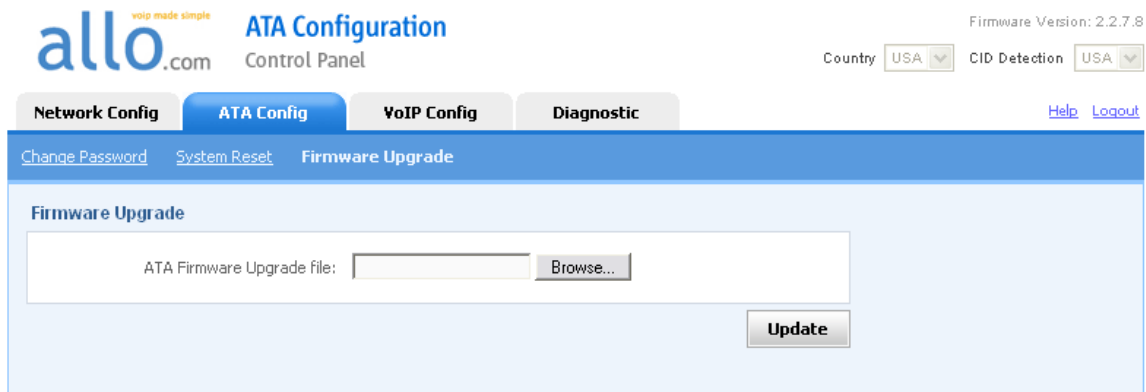 voip made simple
allo.com
ATA Configuration
Control Panel
Firmware Version: 2.2.7.8
Country USA CID Detection USA
Network Config ATA Config VoIP Config Diagnostic Help Logout
Change Password System Reset Firmware Upgrade
Firmware Upgrade
ATA Firmware Upgrade file: Browse...
Update